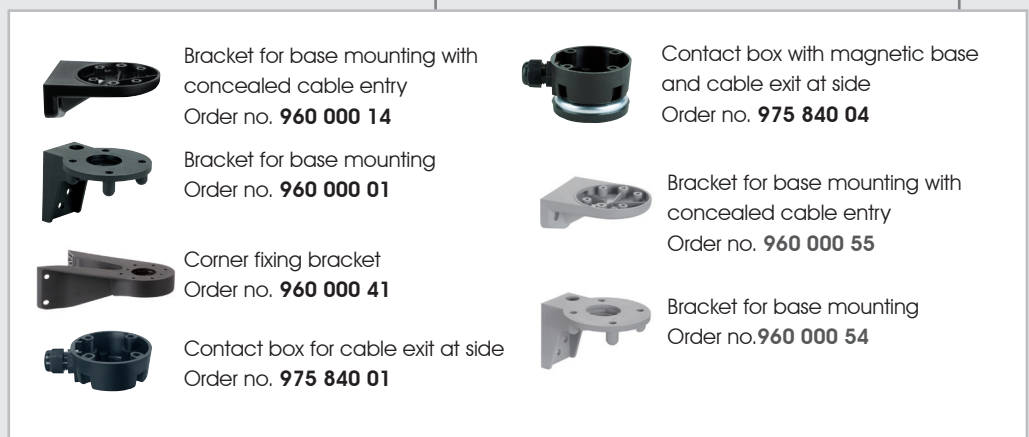 Bracket for base mounting with
concealed cable entry
Order no. 960 000 14
Bracket for base mounting
Order no. 960 000 01
Corner fixing bracket
Order no. 960 000 41
Contact box for cable exit at side
Order no. 975 840 01
Contact box with magnetic base
and cable exit at side
Order no. 975 840 04
Bracket for base mounting with
concealed cable entry
Order no. 960 000 55
Bracket for base mounting
Order no.960 000 54